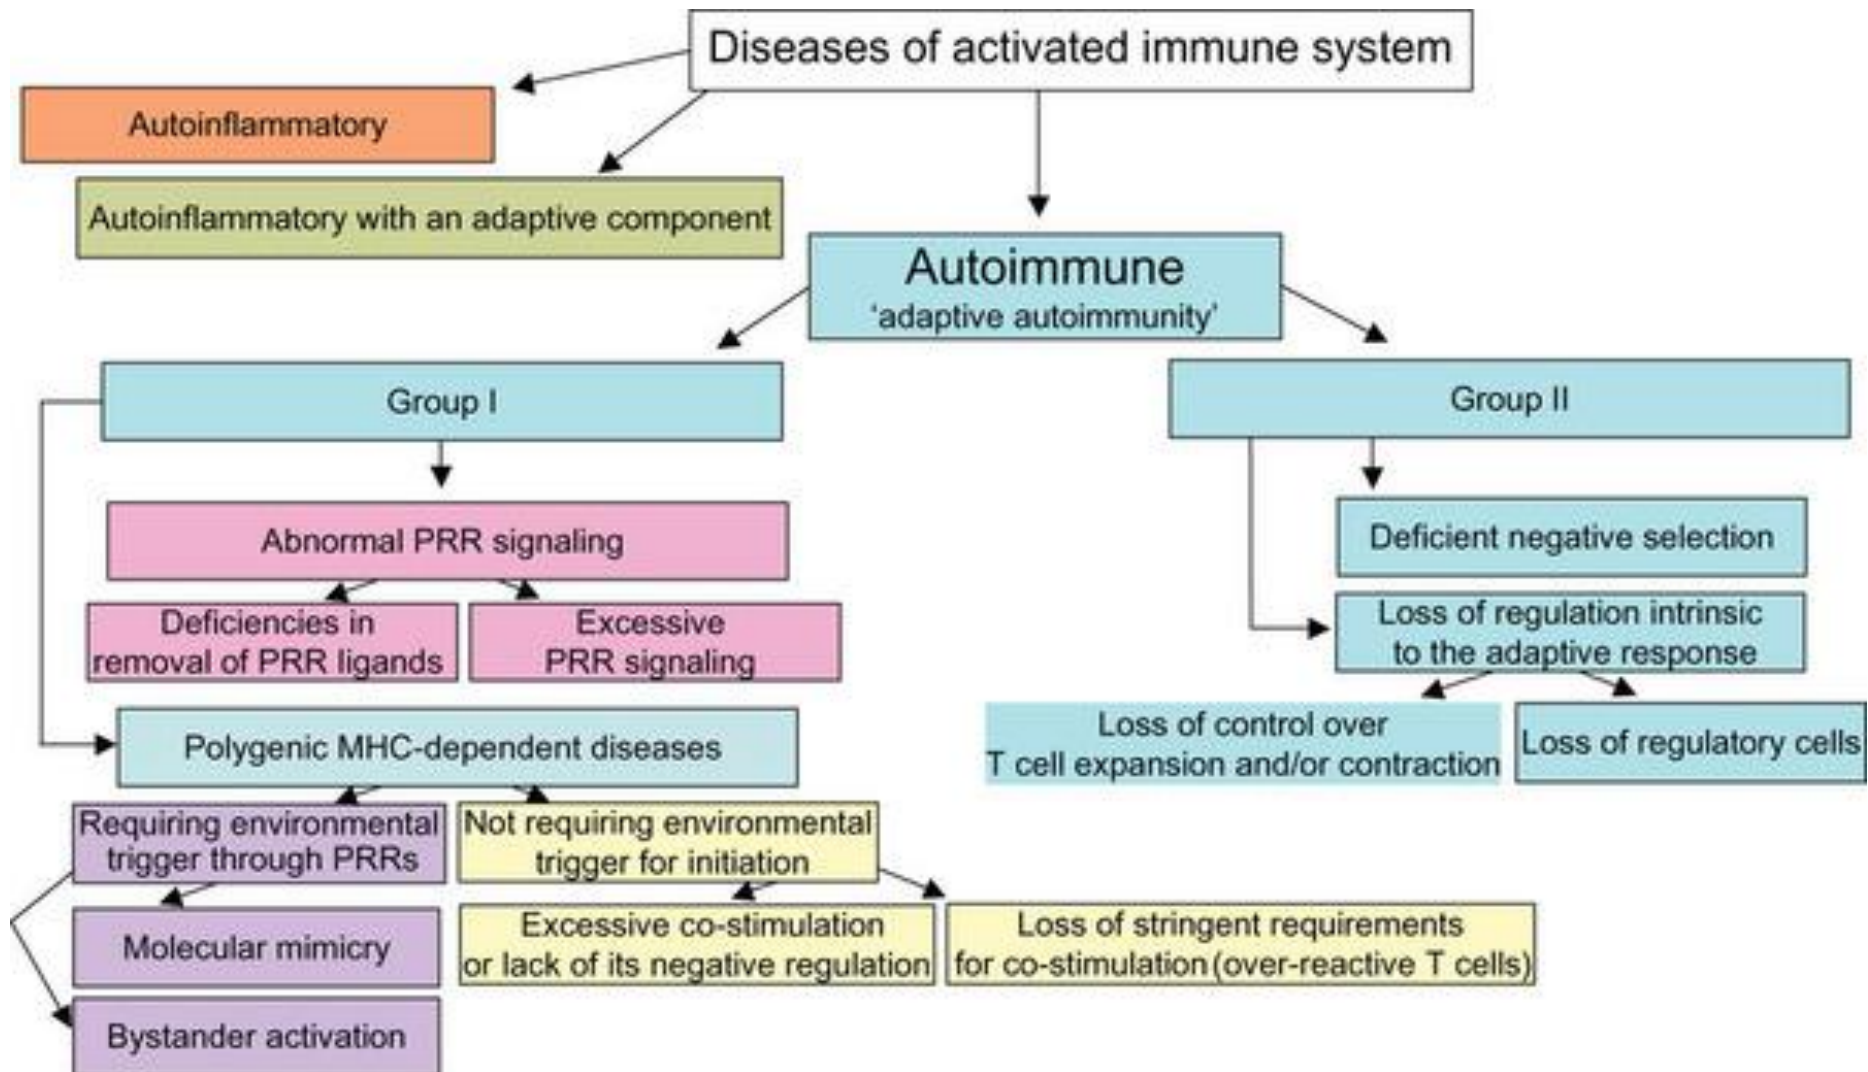 Diseases of activated immune system
Autoinflammatory
Autoinflammatory with an adaptive component
Autoimmune
‘adaptive autoimmunity’
Group I
Abnormal PRR signaling
Deficiencies in
removal of PRR ligands
Excessive
PRR signaling
Polygenic MHC-dependent diseases
Requiring environmental
trigger through PRRs
Not requiring environmental
trigger for initiation
Molecular mimicry
Bystander activation
Excessive co-stimulation
or lack of its negative regulation
Loss of stringent requirements
for co-stimulation (over-reactive T cells)
Group II
Deficient negative selection
Loss of regulation intrinsic
to the adaptive response
Loss of control over
T cell expansion and/or contraction
Loss of regulatory cells